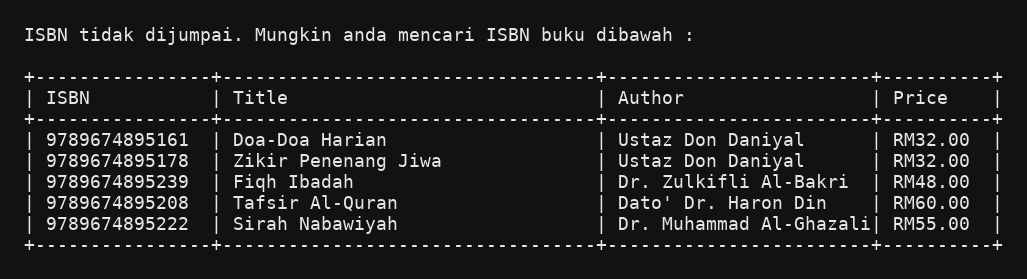 ISBN tidak dijumpai. Mungkin anda mencari ISBN buku dibawah :
+----------------+----------------------------------+------------------------+----------+
| ISBN           | Title                            | Author                 | Price    |
+----------------+----------------------------------+------------------------+----------+
| 9789674895161  | Doa-Doa Harian                   | Ustaz Don Daniyal      | RM32.00  |
| 9789674895178  | Zikir Penenang Jiwa              | Ustaz Don Daniyal      | RM32.00  |
| 9789674895239  | Fiqh Ibadah                      | Dr. Zulkifli Al-Bakri  | RM48.00  |
| 9789674895208  | Tafsir Al-Quran                  | Dato' Dr. Haron Din    | RM60.00  |
| 9789674895222  | Sirah Nabawiyah                  | Dr. Muhammad Al-Ghazali| RM55.00  |
+----------------+----------------------------------+------------------------+----------+